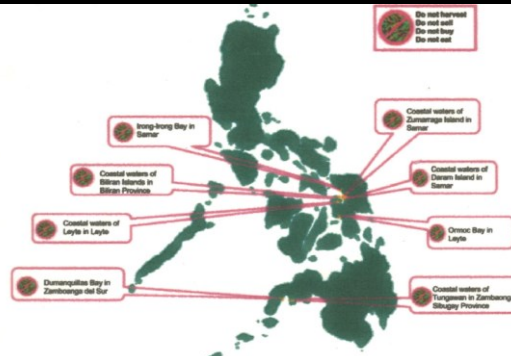 Do not harvest
Do not sell
Do not buy
Do not eat
Irong-Irong Bay in
Samar
Coastal waters of
Zumarraga Island in
Samar
Coastal waters of
Biliran Islands in
Biliran Province
Coastal waters of
Daram Island in
Samar
Coastal waters of
Leyte in Leyte
Ormoc Bay in
Leyte
Dumanquillas Bay in
Zamboanga del Sur
Coastal waters of
Tungawan in Zambaong
Sibugay Province